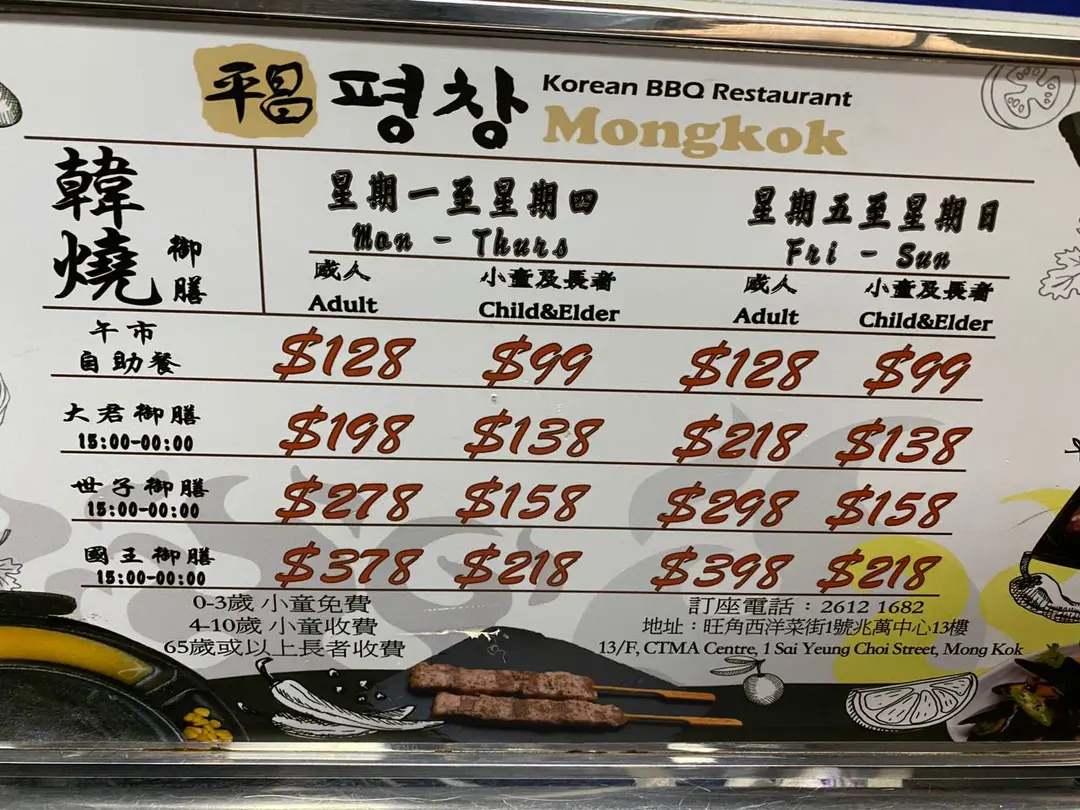 平昌 평창 Korean BBQ Restaurant
Mongkok
韓燒 御膳
星期一至星期四 星期五至星期日
Mon - Thurs Fri - Sun
成人 小童及長者 成人 小童及長者
Adult Child&Elder Adult Child&Elder
午市
自助餐 $128 $99 $128 $99
大君御膳
15:00-00:00 $198 $138 $218 $138
世子御膳
15:00-00:00 $278 $158 $298 $158
國王御膳
15:00-00:00 $378 $218 $398 $218
0-3歲 小童免費
4-10歲 小童收費
65歲或以上長者收費
訂座電話：2612 1682
地址：旺角西洋菜街1號兆萬中心13樓
13/F, CTMA Centre, 1 Sai Yeung Choi Street, Mong Kok